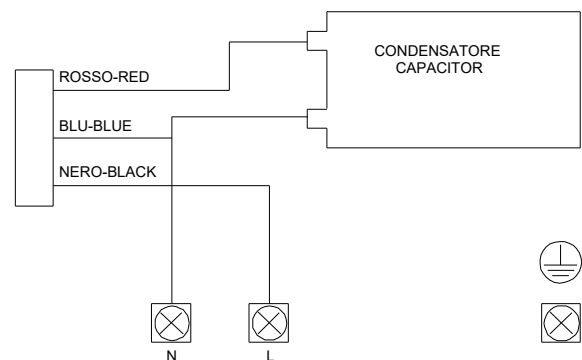 CONDENSATORE
CAPACITOR
ROSSO-RED
BLU-BLUE
NERO-BLACK
N
L